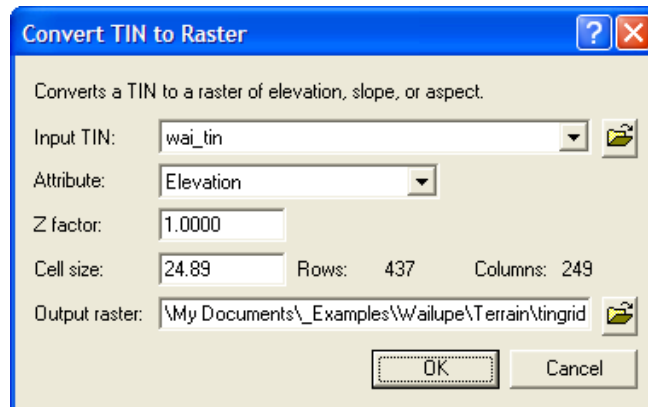 Convert TIN to Raster
Converts a TIN to a raster of elevation, slope, or aspect.
Input TIN: wai_tin
Attribute: Elevation
Z factor: 1.0000
Cell size: 24.89 Rows: 437 Columns: 249
Output raster: \My Documents\_Examples\Wailupe\Terrain\tingrid
OK Cancel